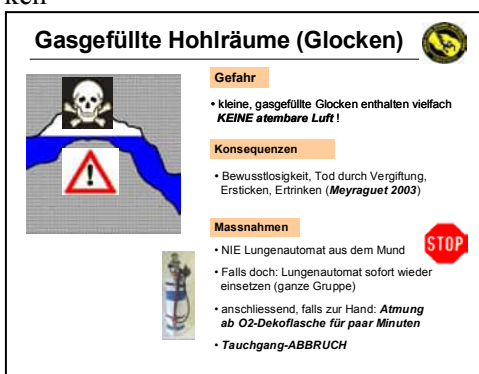 ken
Gasgefüllte Hohlräume (Glocken)
Gefahr
• kleine, gasgefüllte Glocken enthalten vielfach
KEINE atembare Luft !
Konsequenzen
• Bewusstlosigkeit, Tod durch Vergiftung,
Ersticken, Ertrinken (Meyraguet 2003)
Massnahmen
• NIE Lungenautomat aus dem Mund
STOP
• Falls doch: Lungenautomat sofort wieder
einsetzen (ganze Gruppe)
• anschliessend, falls zur Hand: Atmung
ab O2-Dekoflasche für paar Minuten
• Tauchgang-ABBRUCH